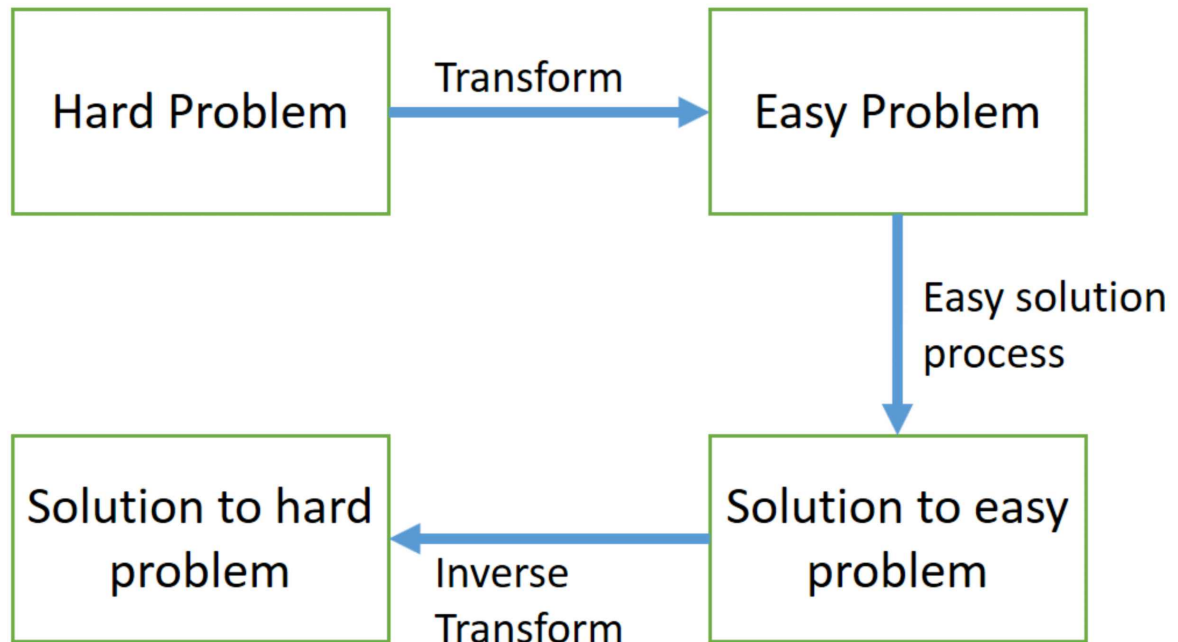 Hard Problem
Transform
Easy Problem
Easy solution
process
Solution to hard
problem
Inverse
Transform
Solution to easy
problem